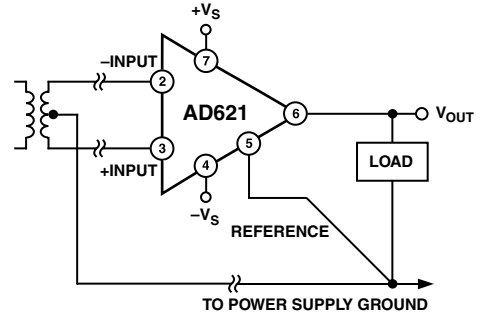 +VS
–INPUT
7
2
AD621
6
VOUT
3
5
LOAD
+INPUT
4
–VS
REFERENCE
TO POWER SUPPLY GROUND